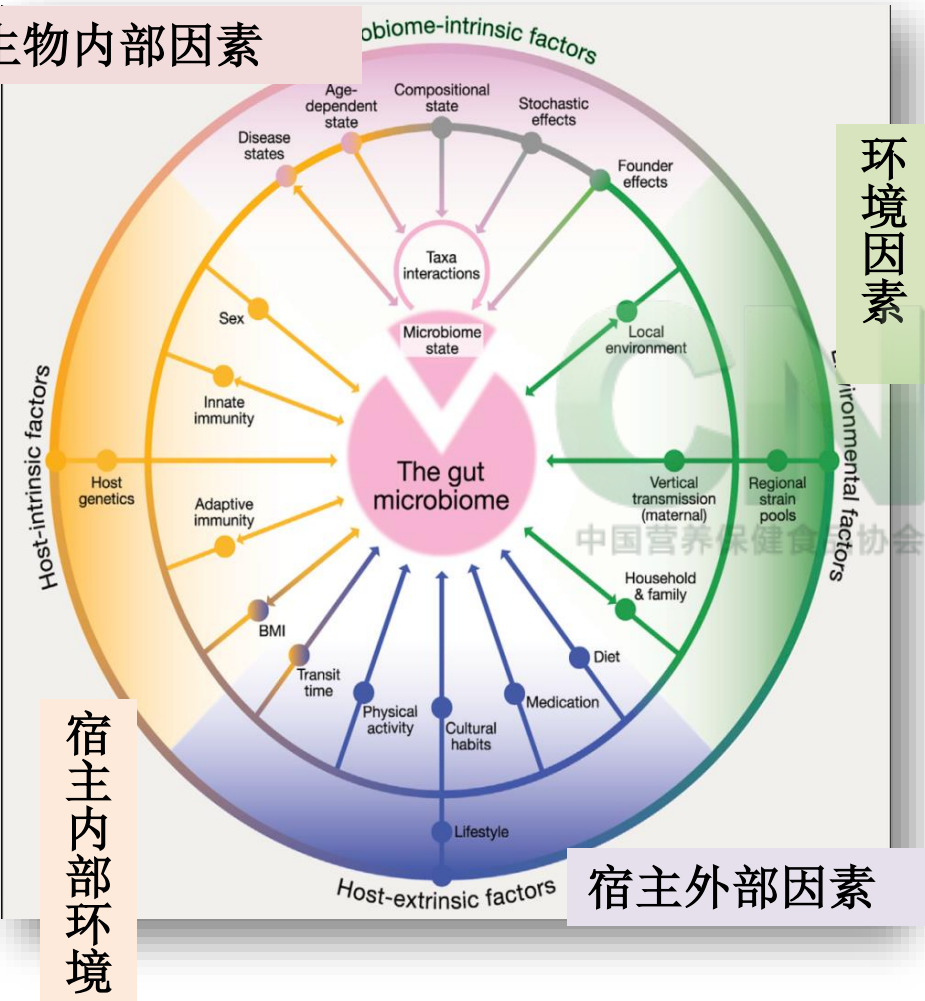 生物内部因素
obiome-intrinsic factors
Age-
dependent
state
Compositional
state
Stochastic
effects
Disease
states
Founder
effects
环境因素
Taxa
interactions
Sex
Local
environment
Microbiome
state
Innate
immunity
Host-intrinsic factors
Host
genetics
The gut
microbiome
Vertical
transmission
(maternal)
Regional
strain
pools
ironmental factors
Adaptive
immunity
CN
中国营养保健食品协会
Household
& family
BMI
Transit
time
Diet
Physical
activity
Cultural
habits
Medication
宿主内部环境
Lifestyle
Host-extrinsic factors
宿主外部因素